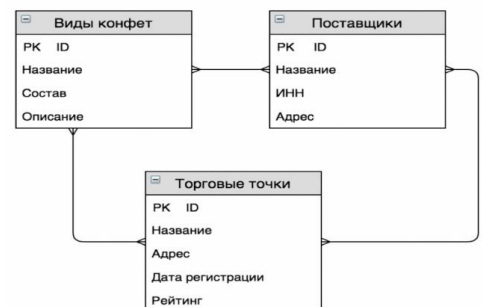 Виды конфет
PK ID
Название
Состав
Описание
Поставщики
PK ID
Название
ИНН
Адрес
Торговые точки
PK ID
Название
Адрес
Дата регистрации
Рейтинг